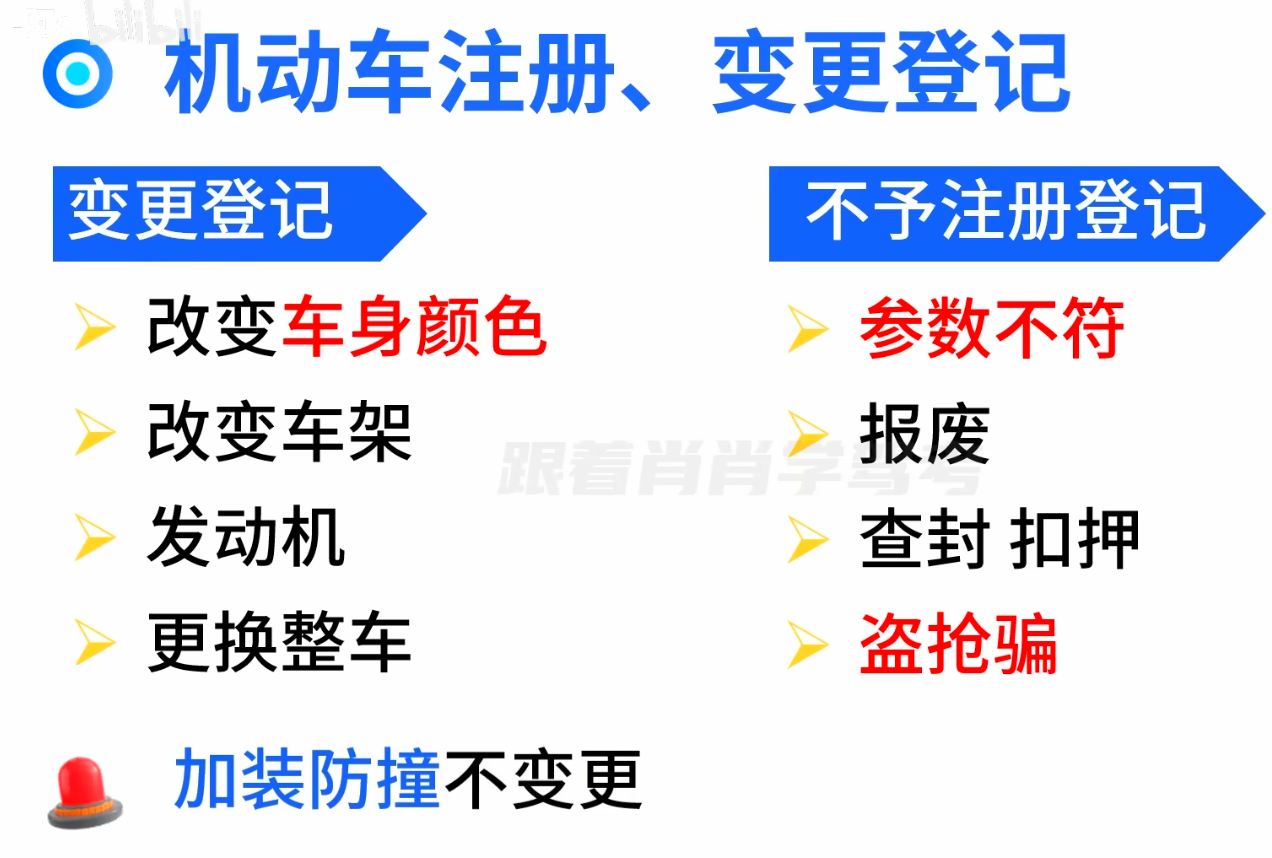 机动车注册、变更登记
变更登记
改变车身颜色
改变车架
发动机
更换整车
不予注册登记
参数不符
报废
查封 扣押
盗抢骗
加装防撞不变更
跟着肖肖学驾考
bilibili